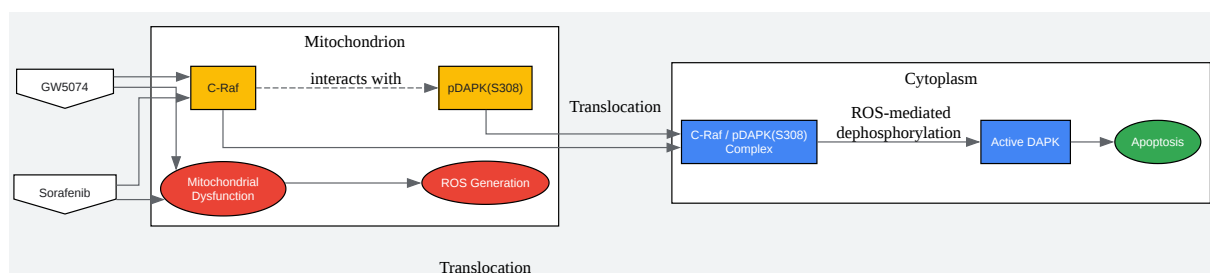 Mitochondrion
GW5074
C-Raf
interacts with
pDAPK(S308)
Translocation
Cytoplasm
ROS-mediated
dephosphorylation
C-Raf / pDAPK(S308)
Complex
Active DAPK
Apoptosis
Sorafenib
Mitochondrial
Dysfunction
ROS Generation
Translocation